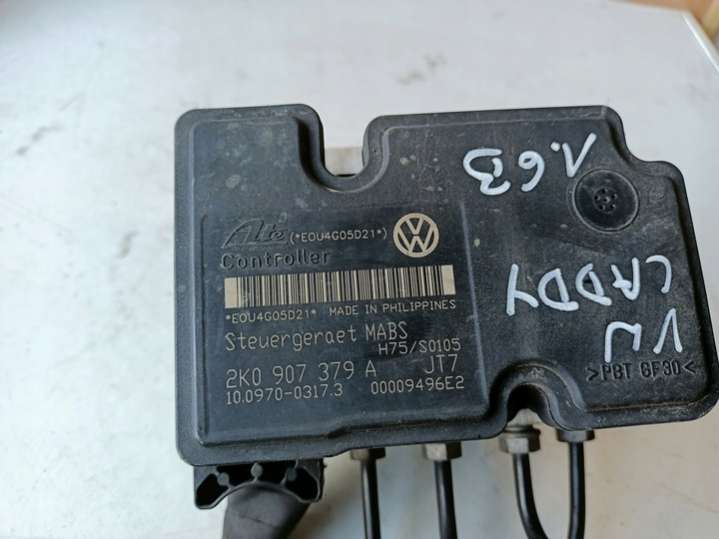 Ate (*EOU4G05D21*)
Controller
*EOU4G05D21* MADE IN PHILIPPINES
Steuergeraet MABS
H75/S0105
2K0 907 379 A JT7
10.0970-0317.3 00009496E2
1.6B
VW
CADDY
>PBT GF30<